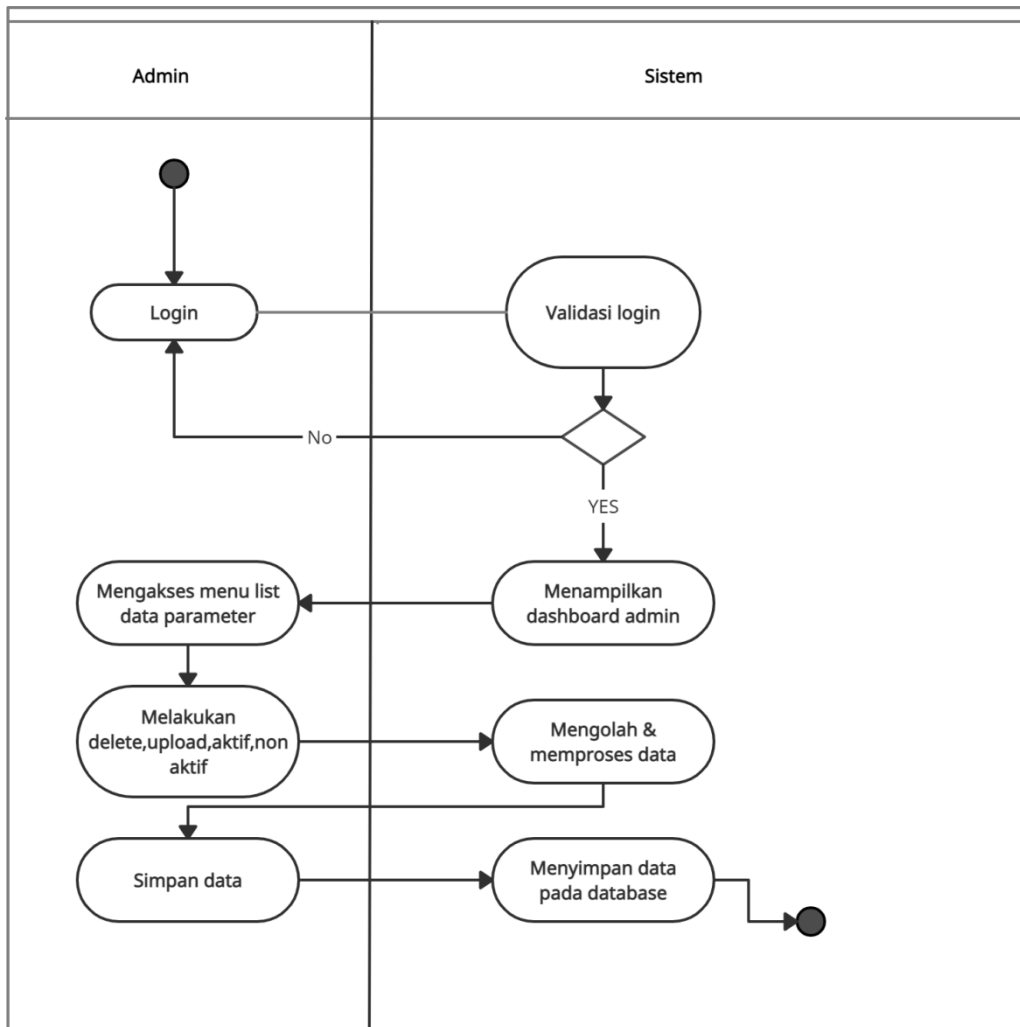 Admin
Sistem
Login
Validasi login
No
YES
Mengakses menu list
data parameter
Menampilkan
dashboard admin
Melakukan
delete,upload,aktif,non
aktif
Mengolah &
memproses data
Simpan data
Menyimpan data
pada database